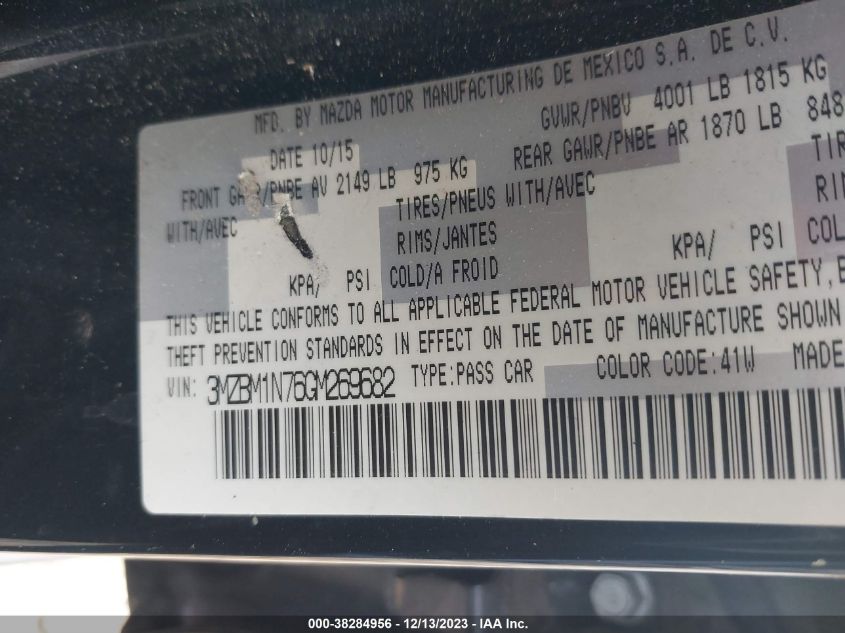 MFD. BY MAZDA MOTOR MANUFACTURING DE MEXICO S.A. DE C.V.
DATE 10/15 GVWR/PNBV 4001 LB 1815 KG
FRONT GAWR/PNBE AV 2149 LB 975 KG REAR GAWR/PNBE AR 1870 LB 848
WITH/AVEC TIRES/PNEUS WITH/AVEC TIR
RIMS/JANTES RIM
KPA/ PSI COLD/A FROID KPA/ PSI COL
THIS VEHICLE CONFORMS TO ALL APPLICABLE FEDERAL MOTOR VEHICLE SAFETY, B
THEFT PREVENTION STANDARDS IN EFFECT ON THE DATE OF MANUFACTURE SHOWN
VIN: 3MZBM1N76GM269682 TYPE:PASS CAR COLOR CODE:41W MADE
000-38284956 - 12/13/2023 - IAA Inc.